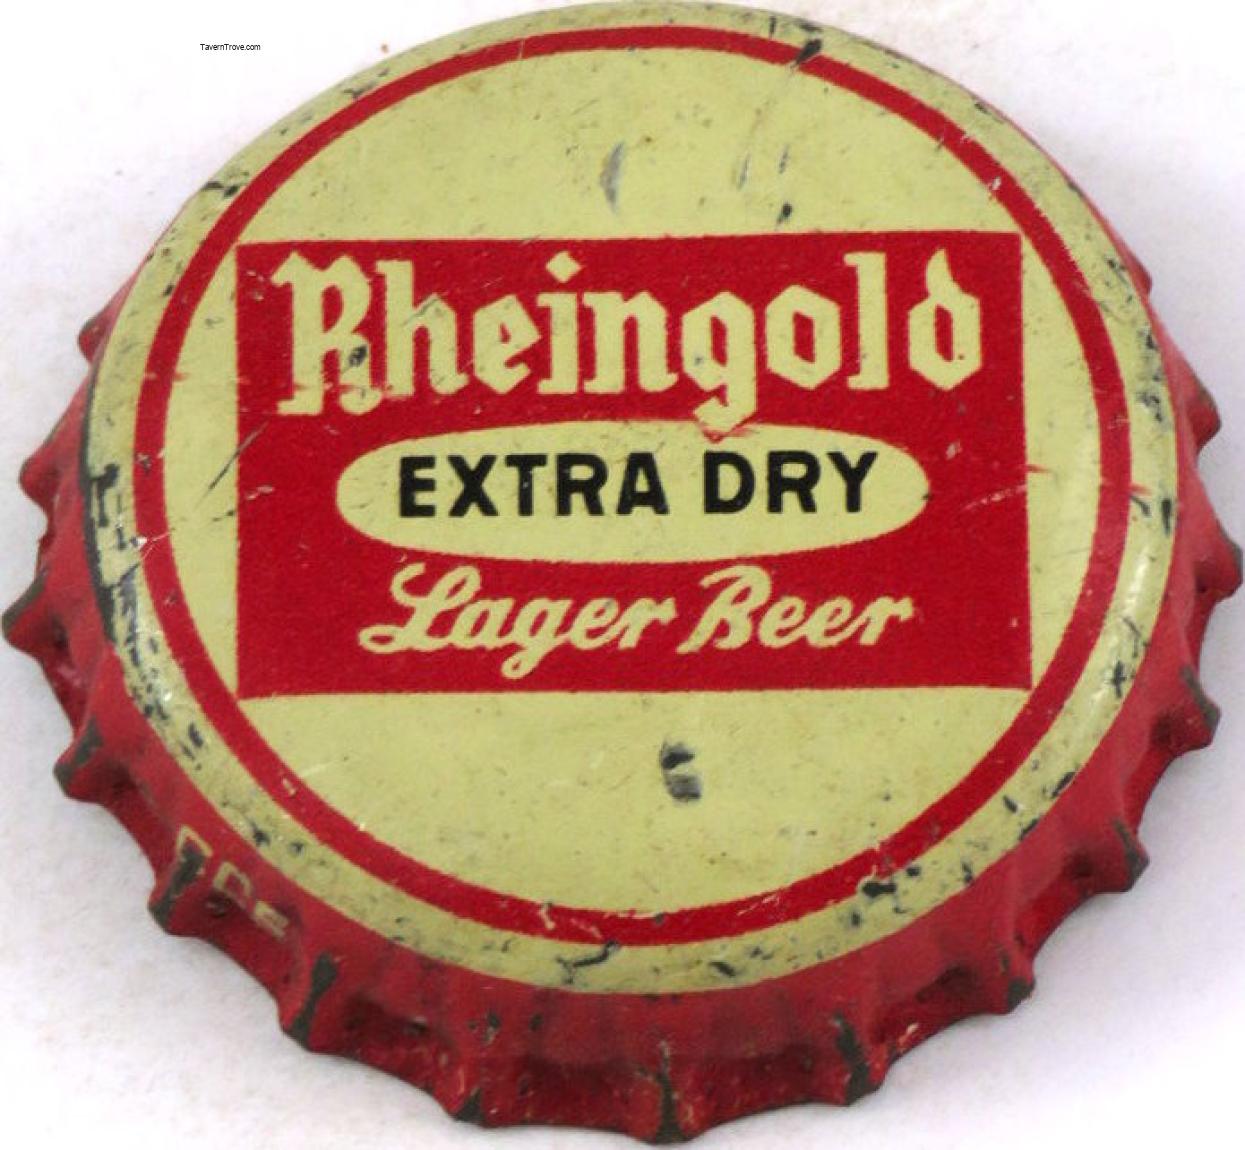 TavernTrove.com
Rheingold
EXTRA DRY
Lager Beer